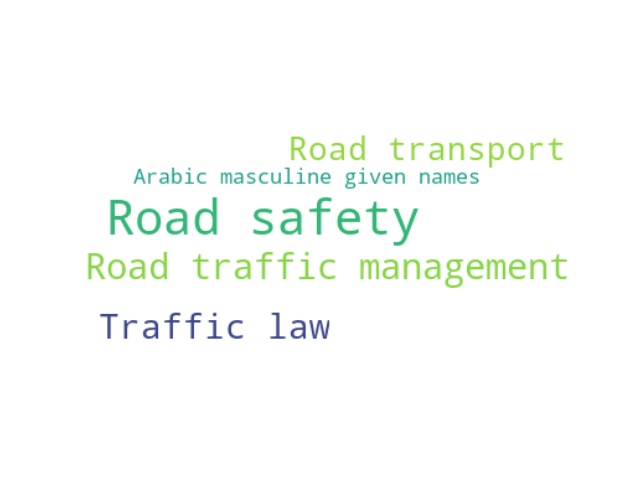 Road transport
Arabic masculine given names
Road safety
Road traffic management
Traffic law